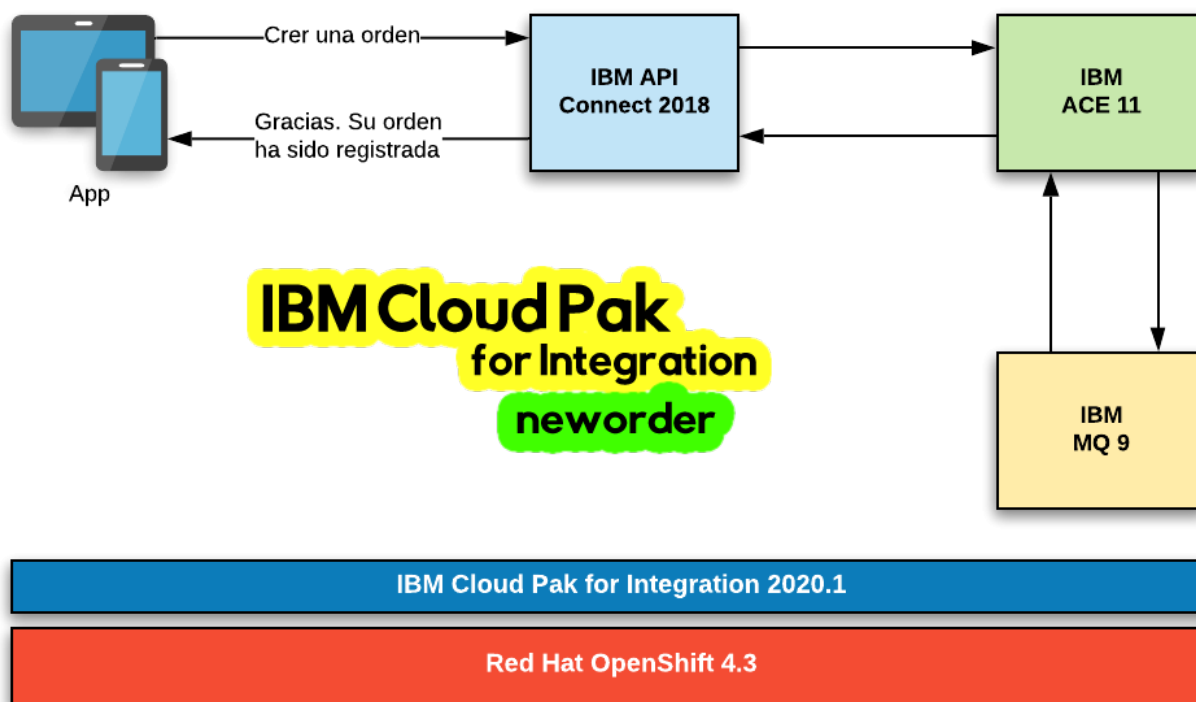 Crer una orden
IBM API
Connect 2018
IBM
ACE 11
Gracias. Su orden
ha sido registrada
App
IBM Cloud Pak
for Integration
neworder
IBM
MQ 9
IBM Cloud Pak for Integration 2020.1
Red Hat OpenShift 4.3